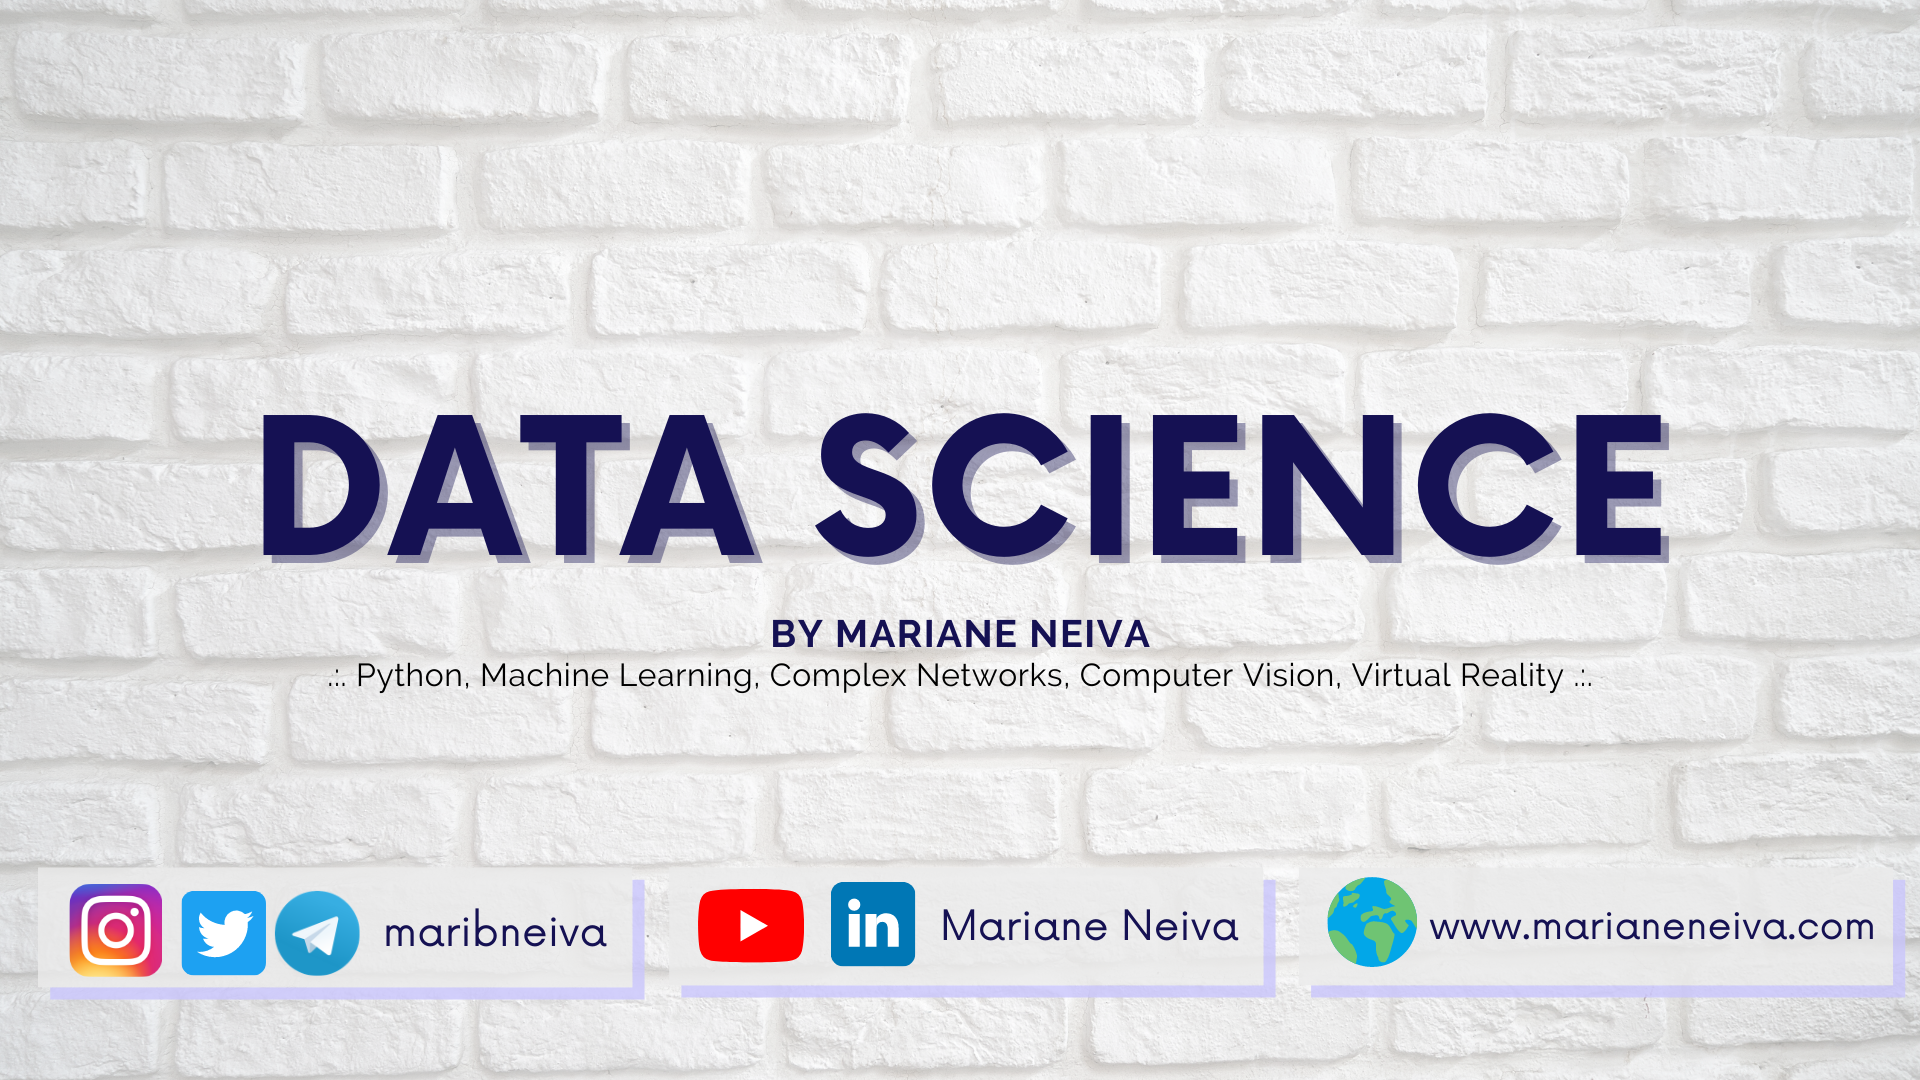 DATA SCIENCE
BY MARIANE NEIVA
.:. Python, Machine Learning, Complex Networks, Computer Vision, Virtual Reality .:.
maribneiva
in Mariane Neiva
www.marianeneiva.com